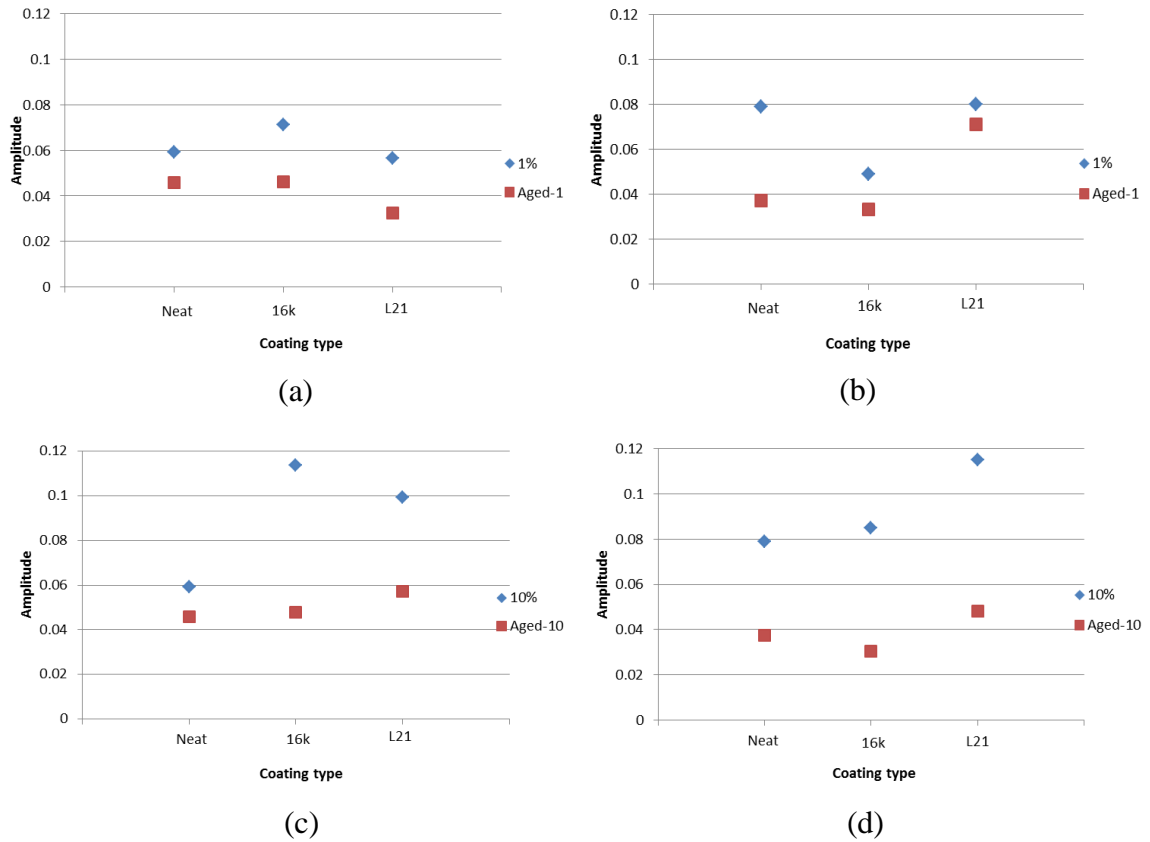 0.12
0.1
0.08
0.06
0.04
0.02
0
Amplitude
Neat 16k L21
Coating type
1%
Aged-1
(a)
0.12
0.1
0.08
0.06
0.04
0.02
0
Amplitude
Neat 16k L21
Coating type
1%
Aged-1
(b)
0.12
0.1
0.08
0.06
0.04
0.02
0
Amplitude
Neat 16k L21
Coating type
10%
Aged-10
(c)
0.12
0.1
0.08
0.06
0.04
0.02
0
Amplitude
Neat 16k L21
Coating type
10%
Aged-10
(d)